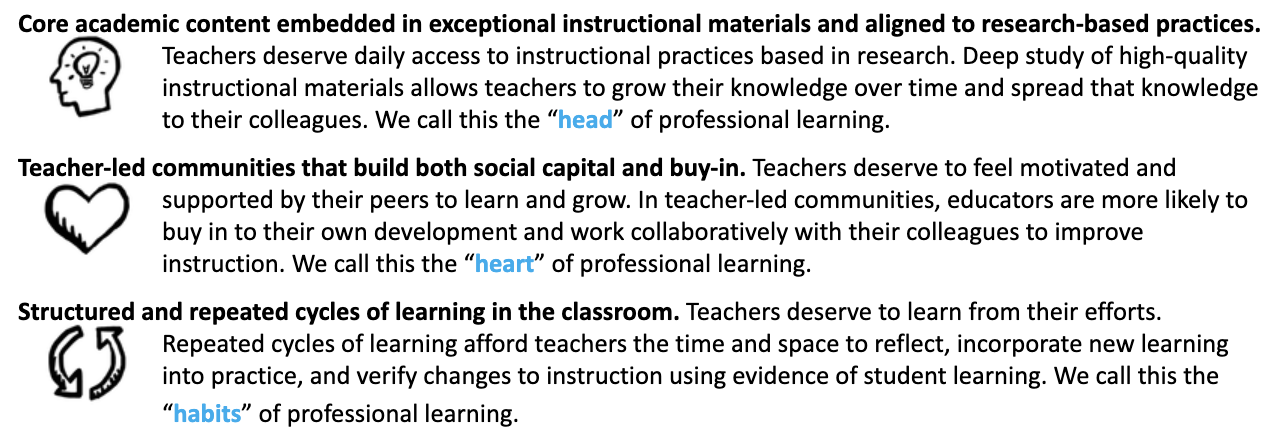 Core academic content embedded in exceptional instructional materials and aligned to research-based practices.
Teachers deserve daily access to instructional practices based in research. Deep study of high-quality
instructional materials allows teachers to grow their knowledge over time and spread that knowledge
to their colleagues. We call this the “head” of professional learning.
Teacher-led communities that build both social capital and buy-in. Teachers deserve to feel motivated and
supported by their peers to learn and grow. In teacher-led communities, educators are more likely to
buy in to their own development and work collaboratively with their colleagues to improve
instruction. We call this the “heart” of professional learning.
Structured and repeated cycles of learning in the classroom. Teachers deserve to learn from their efforts.
Repeated cycles of learning afford teachers the time and space to reflect, incorporate new learning
into practice, and verify changes to instruction using evidence of student learning. We call this the
“habits” of professional learning.